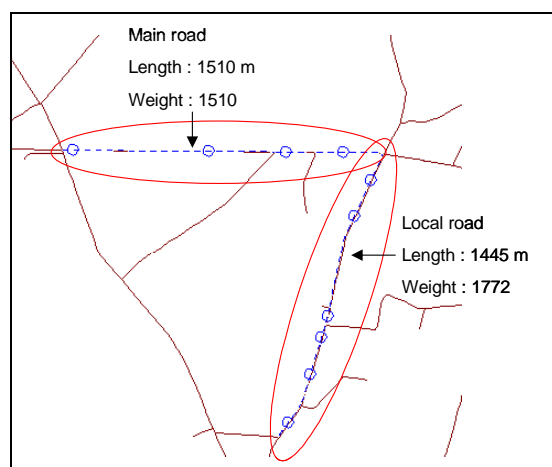 Main road
Length : 1510 m
Weight : 1510
Local road
Length : 1445 m
Weight : 1772